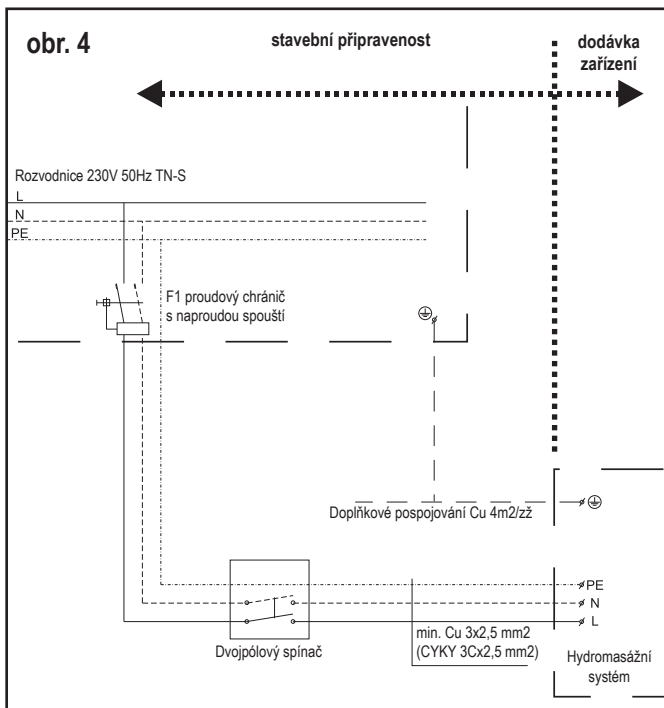 obr. 4
stavební připravenost
dodávka
zařízení
Rozvodnice 230V 50Hz TN-S
L
N
PE
F1 proudový chránič
s naproudou spouští
Doplňkové pospojování Cu 4m2/zž
PE
N
L
min. Cu 3x2,5 mm2
(CYKY 3Cx2,5 mm2)
Dvojpólový spínač
Hydromasážní
systém